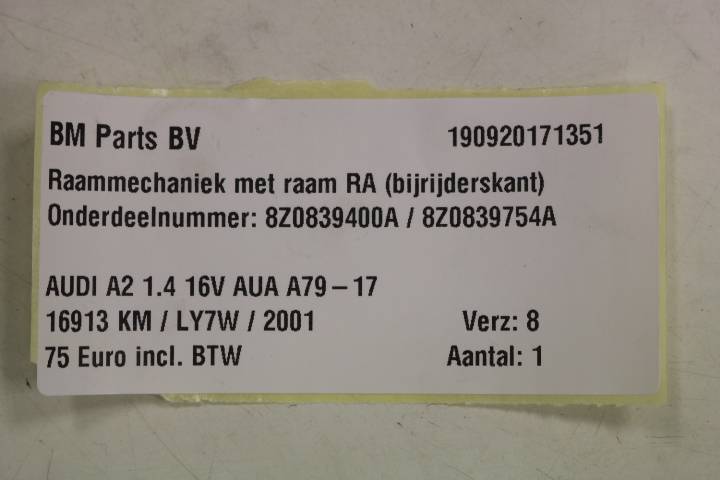 BM Parts BV 190920171351
Raammechaniek met raam RA (bijrijderskant)
Onderdeelnummer: 8Z0839400A / 8Z0839754A
AUDI A2 1.4 16V AUA A79 – 17
16913 KM / LY7W / 2001 Verz: 8
75 Euro incl. BTW Aantal: 1